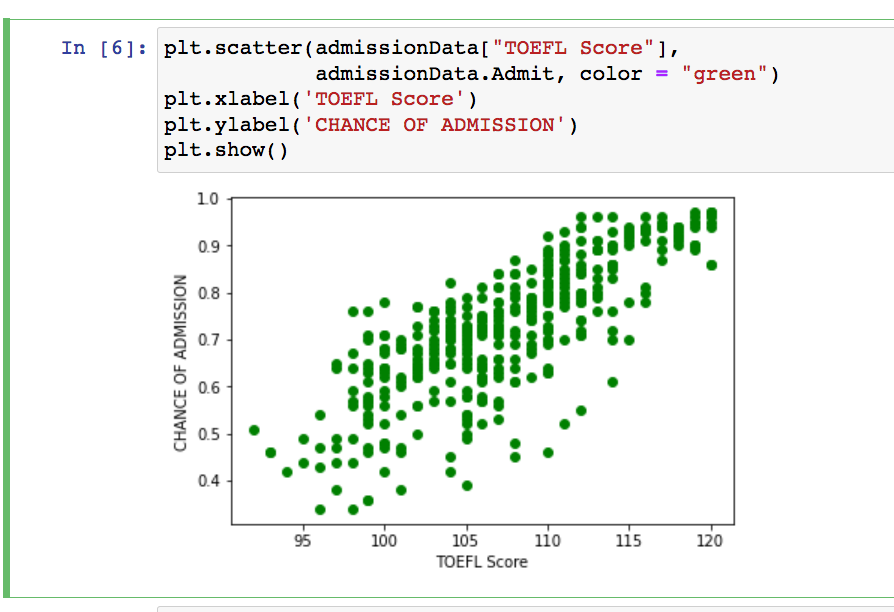 In [6]: plt.scatter(admissionData["TOEFL Score"],
admissionData.Admit, color = "green")
plt.xlabel('TOEFL Score')
plt.ylabel('CHANCE OF ADMISSION')
plt.show()
1.0
0.9
0.8
0.7
0.6
0.5
0.4
CHANCE OF ADMISSION
95 100 105 110 115 120
TOEFL Score